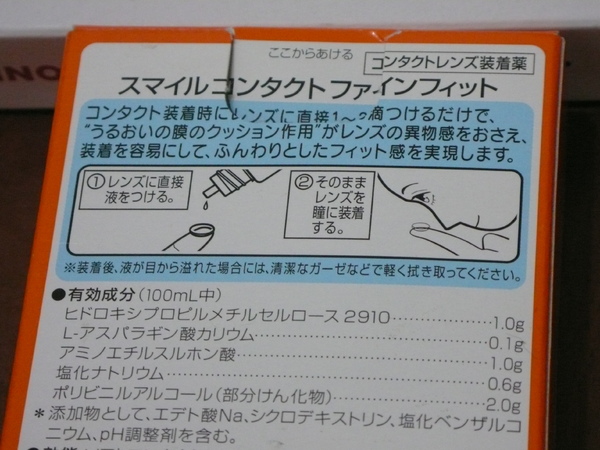 ここからあける
コンタクトレンズ装着薬
スマイルコンタクトファインフィット
コンタクト装着時にレンズに直接1～2滴つけるだけで、
“うるおいの膜のクッション作用”がレンズの異物感をおさえ、
装着を容易にして、ふんわりとしたフィット感を実現します。
①レンズに直接
液をつける。
②そのまま
レンズを
瞳に装着
する。
※装着後、液が目から溢れた場合には、清潔なガーゼなどで軽く拭き取ってください。
●有効成分(100mL中)
ヒドロキシプロピルメチルセルロース2910……………1.0g
L-アスパラギン酸カリウム……………0.1g
アミノエチルスルホン酸……………1.0g
塩化ナトリウム……………0.6g
ポリビニルアルコール(部分けん化物)……………2.0g
*添加物として、エデト酸Na、シクロデキストリン、塩化ベンザルコ
ニウム、pH調整剤を含む。